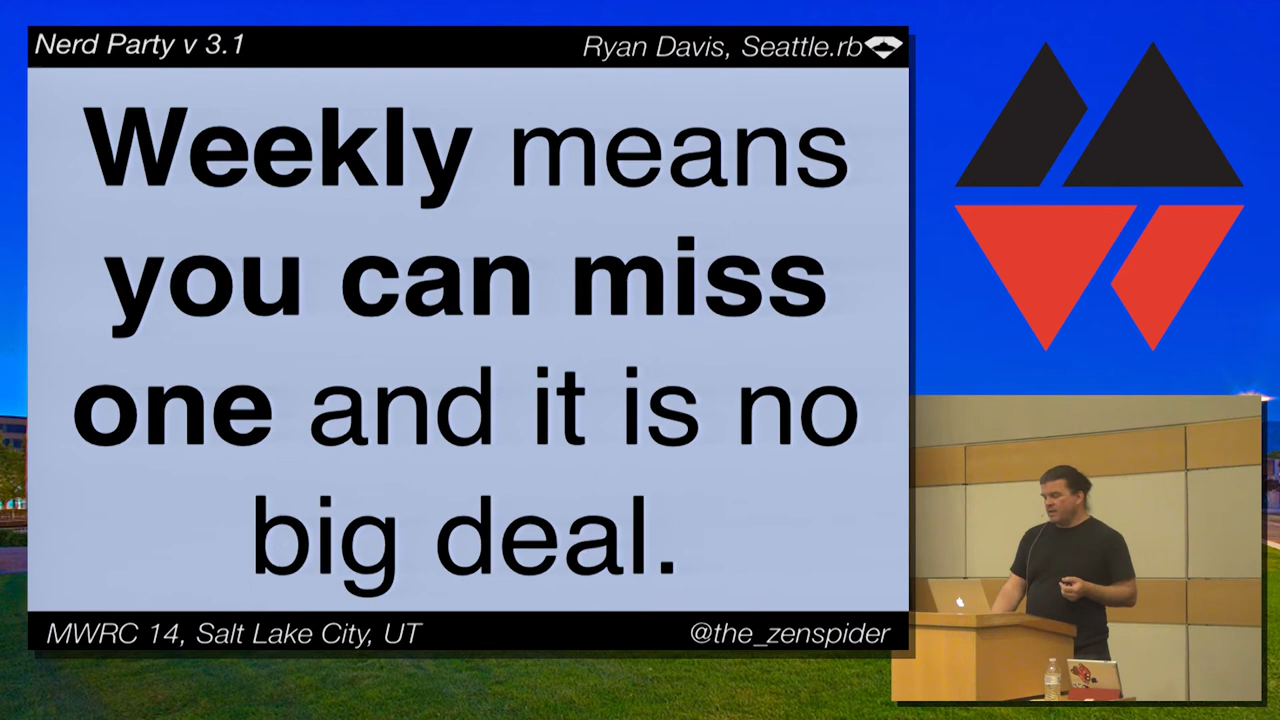 Nerd Party v 3.1
Ryan Davis, Seattle.rb
Weekly means
you can miss
one and it is no
big deal.
MWRC 14, Salt Lake City, UT
@the_zenspider